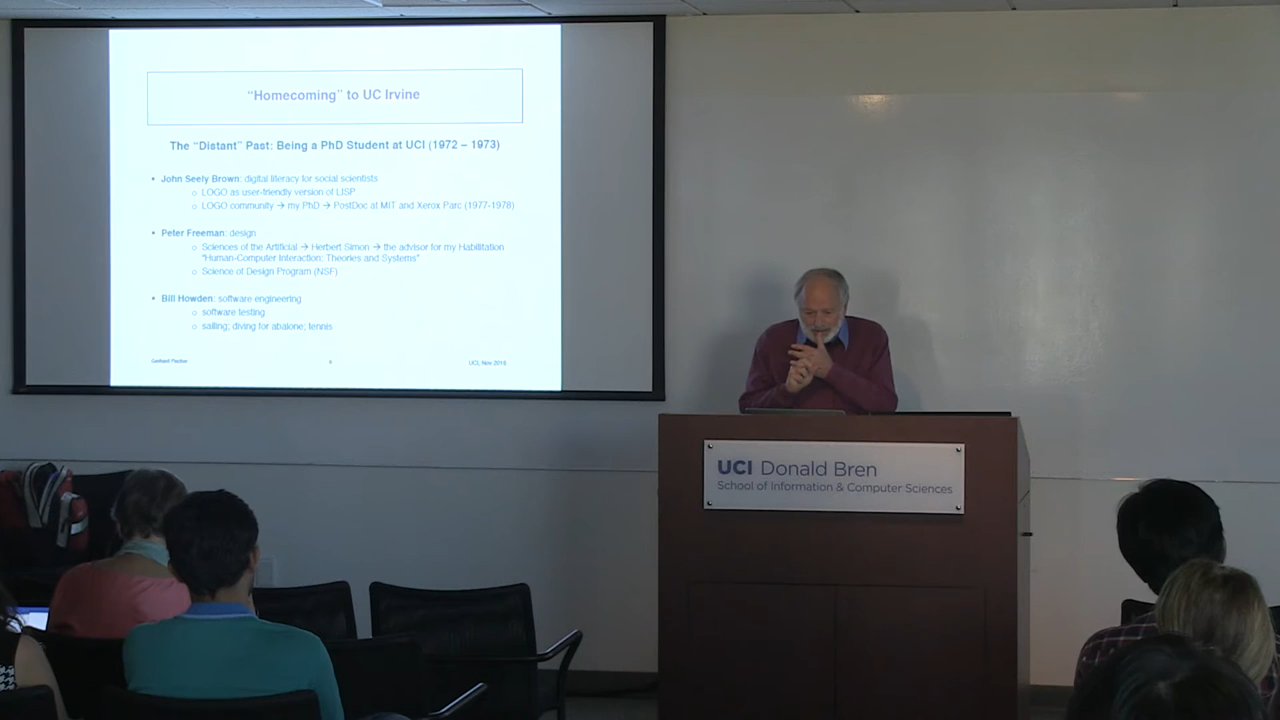 “Homecoming” to UC Irvine
The “Distant” Past: Being a PhD Student at UCI (1972 – 1973)
• John Seely Brown: digital literacy for social scientists
o LOGO as user-friendly version of LISP
o LOGO community → my PhD → PostDoc at MIT and Xerox Parc (1977-1978)
• Peter Freeman: design
o Sciences of the Artificial → Herbert Simon → the advisor for my Habilitation
“Human-Computer Interaction: Theories and Systems”
o Science of Design Program (NSF)
• Bill Howden: software engineering
o software testing
o sailing; diving for abalone; tennis
Gerhard Fischer 6 UCI, Nov 2016
UCI Donald Bren
School of Information & Computer Sciences